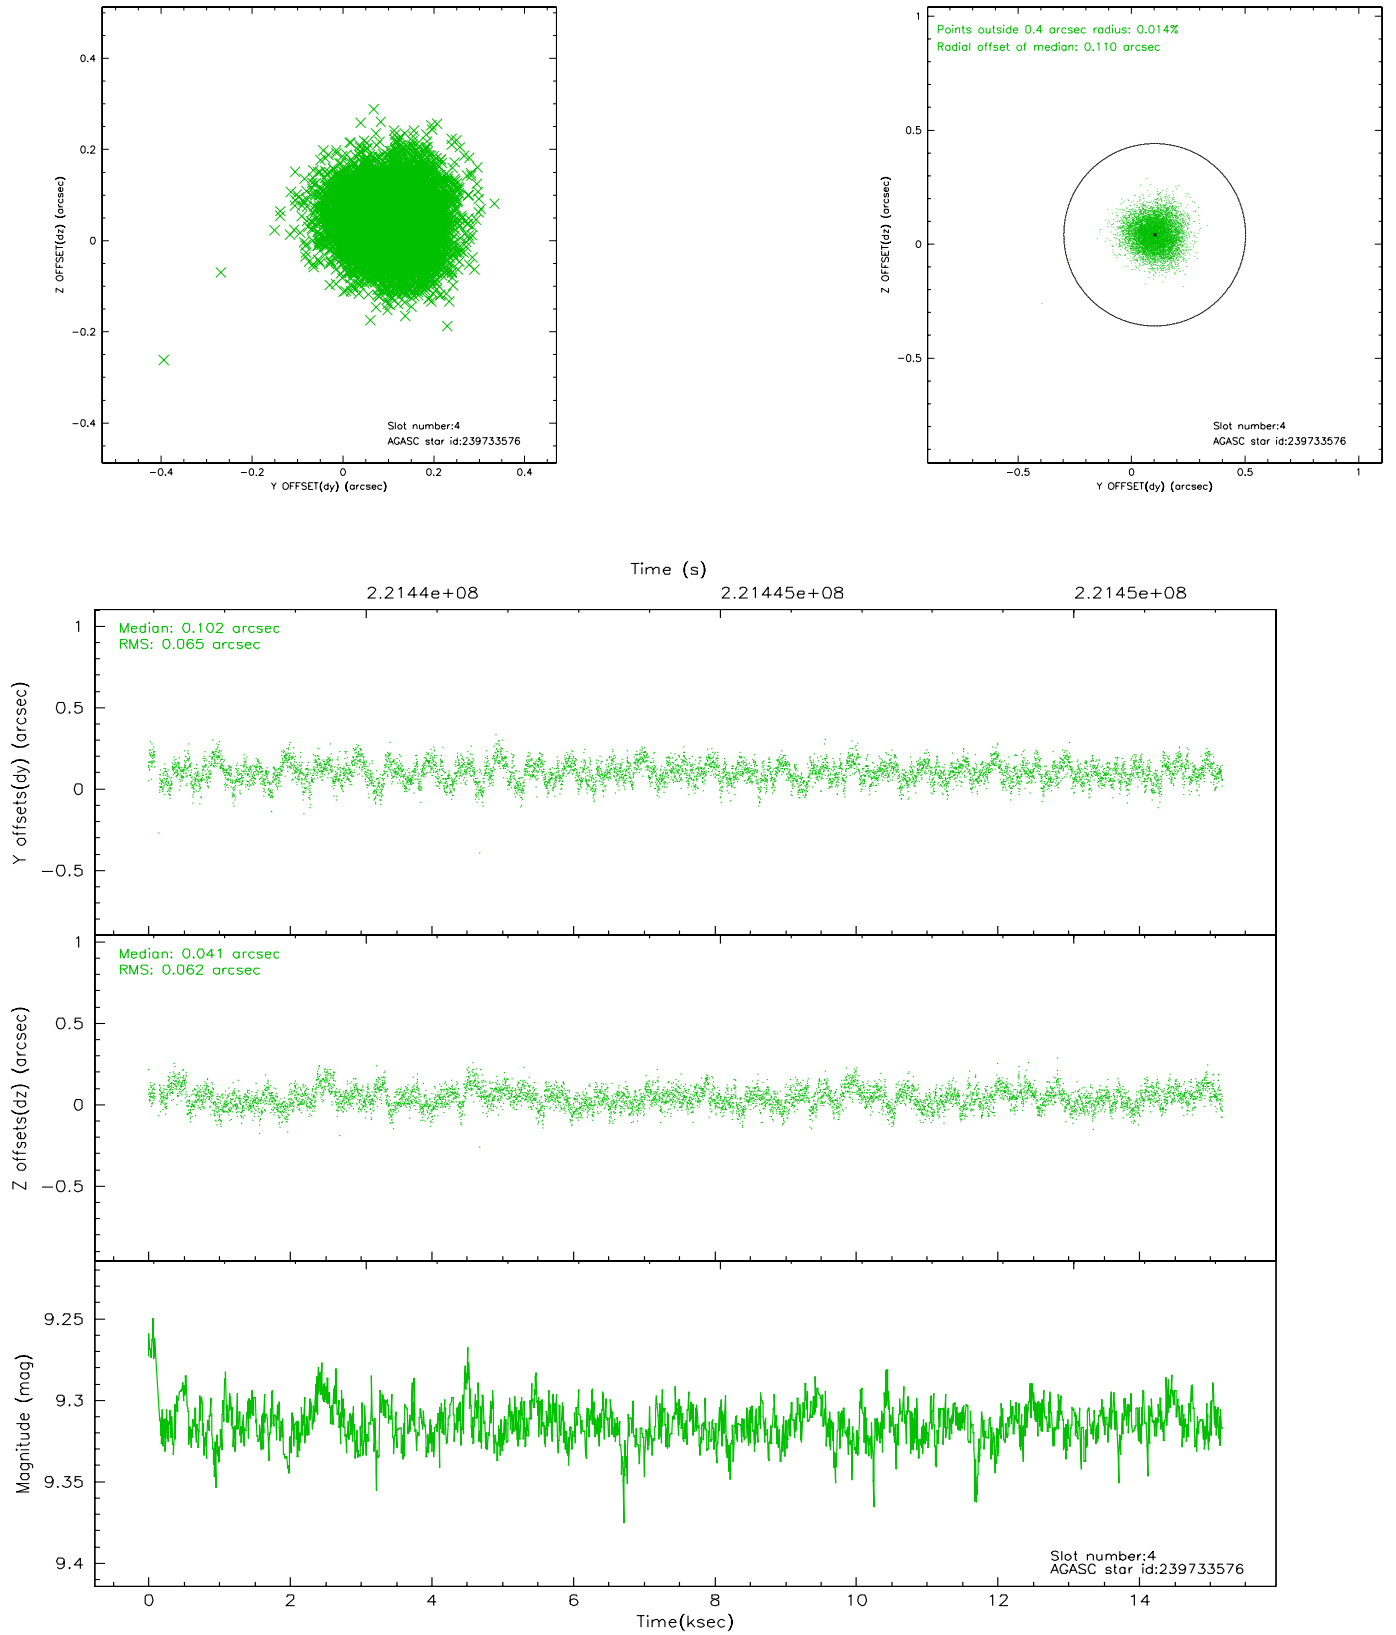 0.4
0.2
0
−0.2
−0.4
Z OFFSET(dz) (arcsec)
Slot number:4
AGASC star id:239733576
−0.4 −0.2 0 0.2 0.4
Y OFFSET(dy) (arcsec)
Points outside 0.4 arcsec radius: 0.014%
Radial offset of median: 0.110 arcsec
1
0.5
0
−0.5
Z OFFSET(dz) (arcsec)
Slot number:4
AGASC star id:239733576
−0.5 0 0.5 1
Y OFFSET(dy) (arcsec)
Time (s)
2.2144e+08 2.21445e+08 2.2145e+08
Median: 0.102 arcsec
RMS: 0.065 arcsec
1
0.5
0
−0.5
Y offsets(dy) (arcsec)
Median: 0.041 arcsec
RMS: 0.062 arcsec
1
0.5
0
−0.5
Z offsets(dz) (arcsec)
9.25
9.3
9.35
9.4
Magnitude (mag)
Slot number:4
AGASC star id:239733576
0 2 4 6 8 10 12 14
Time(ksec)